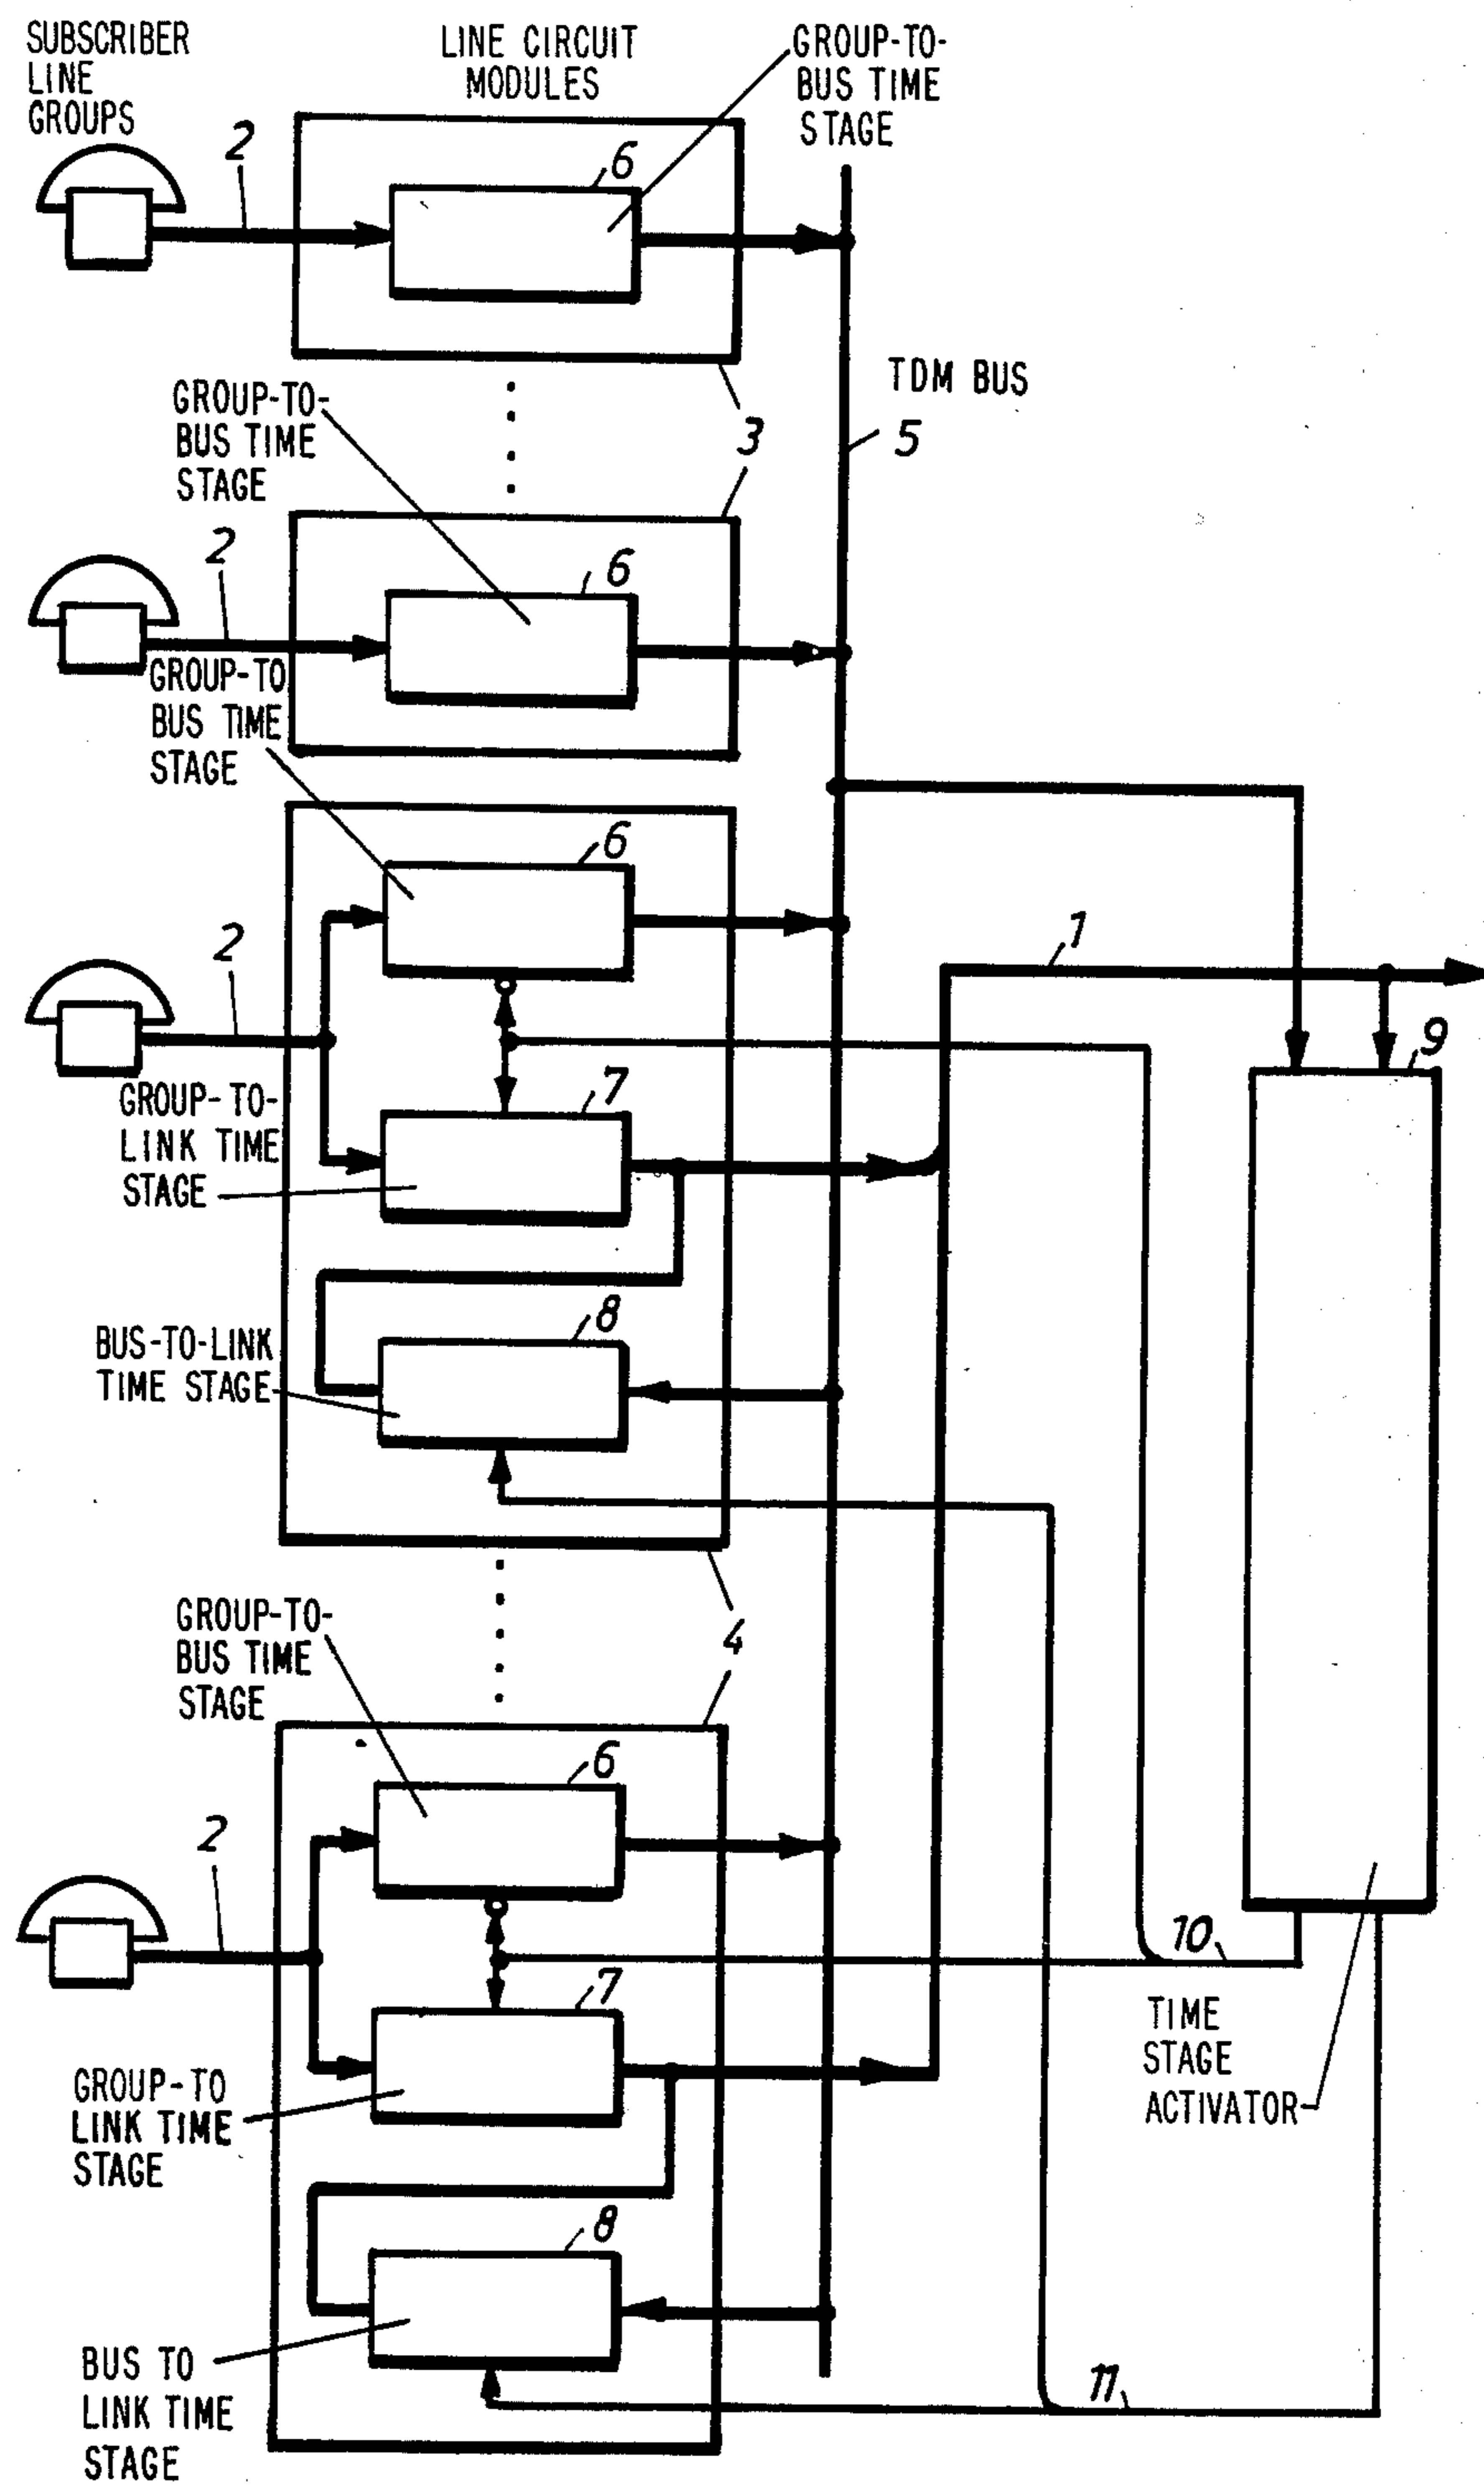 SUBSCRIBER
LINE
GROUPS
LINE CIRCUIT
MODULES
GROUP-TO-
BUS TIME
STAGE
2
6
TDM BUS
5
3
GROUP-TO-
BUS TIME
STAGE
2
6
GROUP-TO
BUS TIME
STAGE
6
2
1
9
GROUP-TO-
LINK TIME
STAGE
7
BUS-TO-LINK
TIME STAGE
8
4
GROUP-TO-
BUS TIME
STAGE
6
2
10
7
TIME
STAGE
ACTIVATOR
GROUP-TO
LINK TIME
STAGE
8
BUS TO
LINK TIME
STAGE
11